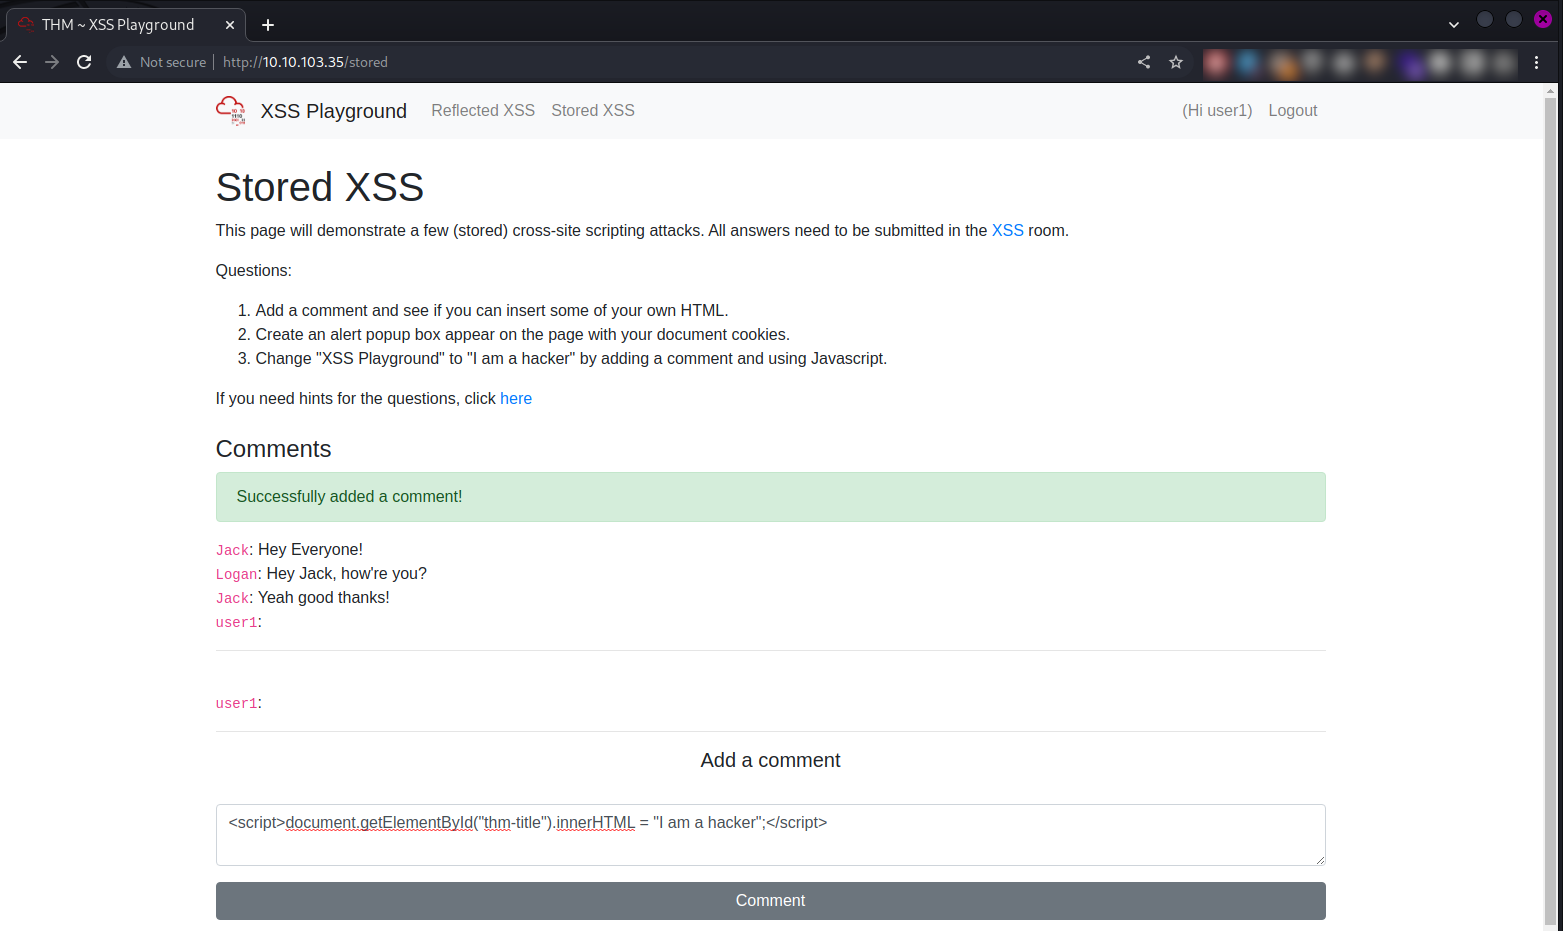 THM ~ XSS Playground
Not secure | http://10.10.103.35/stored
XSS Playground Reflected XSS Stored XSS (Hi user1) Logout
Stored XSS
This page will demonstrate a few (stored) cross-site scripting attacks. All answers need to be submitted in the XSS room.
Questions:
1. Add a comment and see if you can insert some of your own HTML.
2. Create an alert popup box appear on the page with your document cookies.
3. Change "XSS Playground" to "I am a hacker" by adding a comment and using Javascript.
If you need hints for the questions, click here
Comments
Successfully added a comment!
Jack: Hey Everyone!
Logan: Hey Jack, how're you?
Jack: Yeah good thanks!
user1:
user1:
Add a comment
<script>document.getElementById("thm-title").innerHTML = "I am a hacker";</script>
Comment